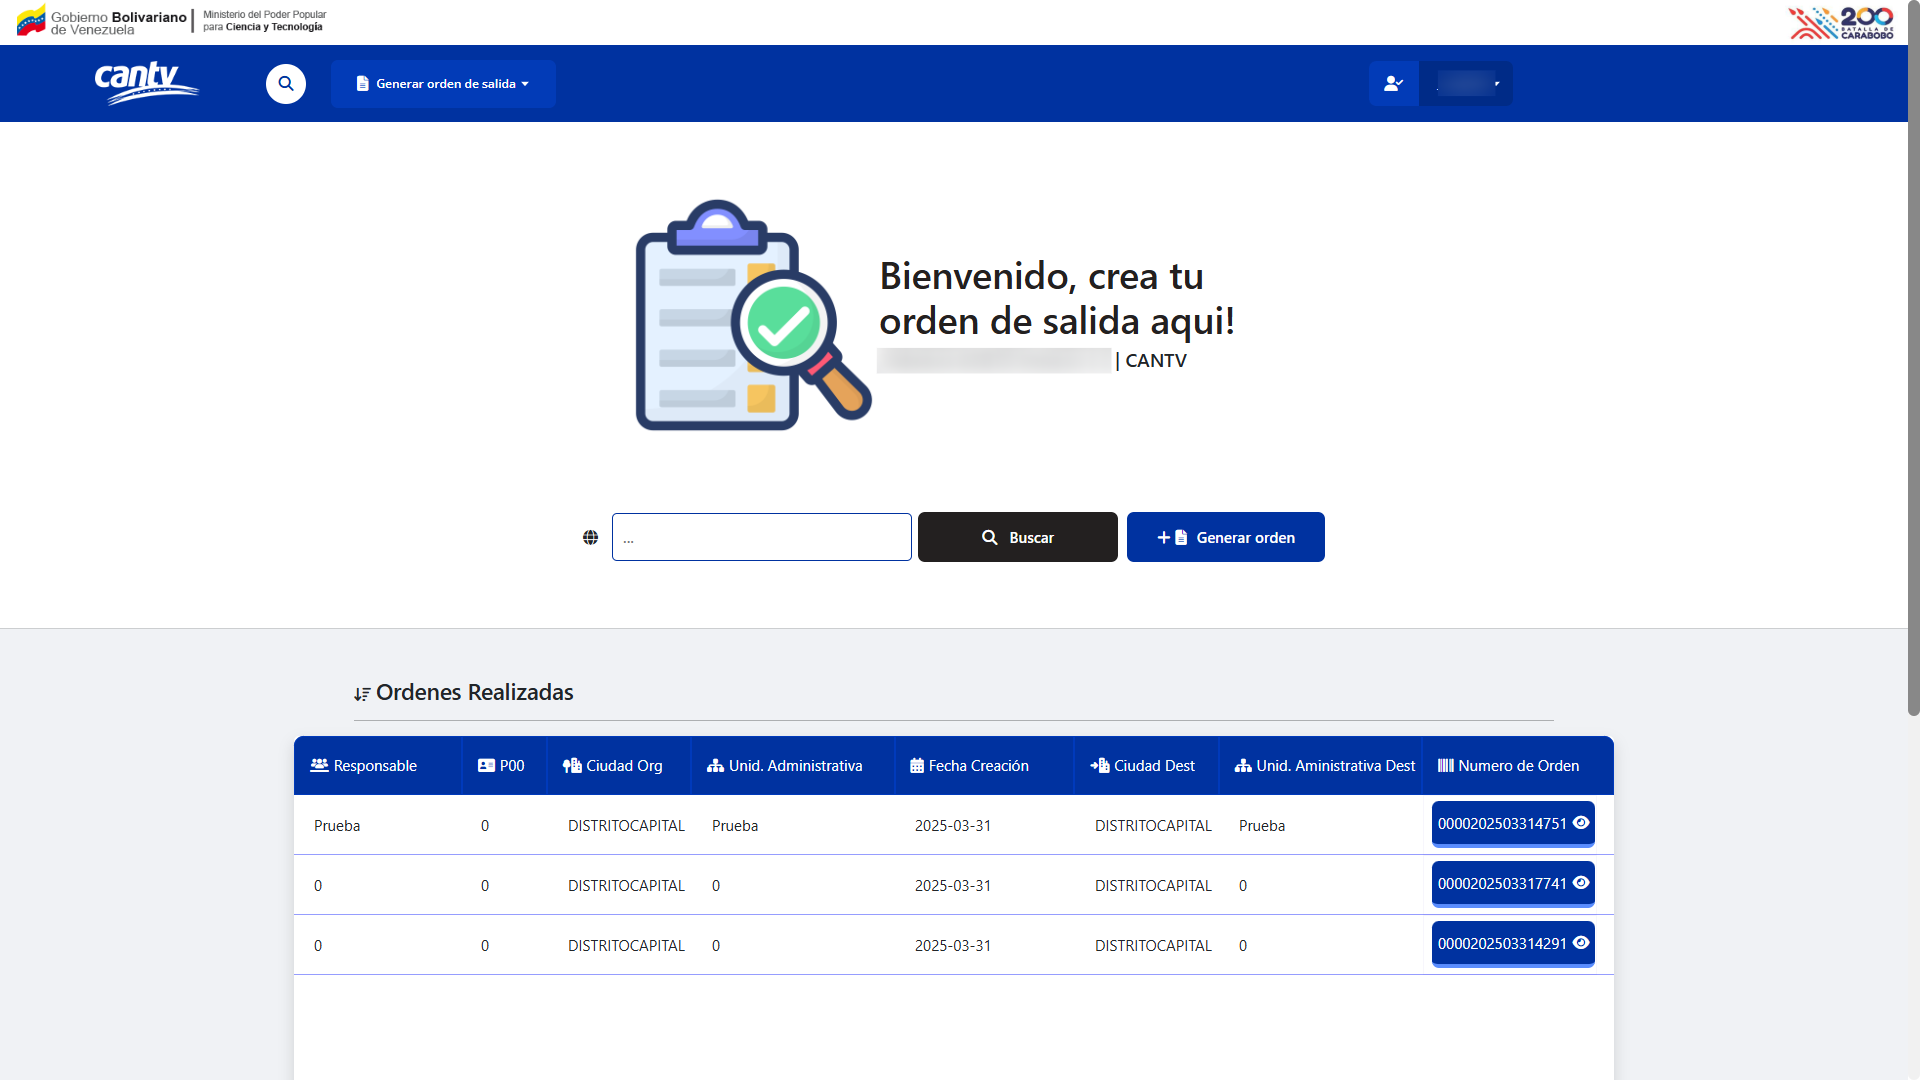 Gobierno Bolivariano
de Venezuela
Ministerio del Poder Popular
para Ciencia y Tecnología
200
BATALLA DE
CARABOBO
cantv
Generar orden de salida
Bienvenido, crea tu
orden de salida aqui!
| CANTV
...
Buscar
Generar orden
Ordenes Realizadas
Responsable P00 Ciudad Org Unid. Administrativa Fecha Creación Ciudad Dest Unid. Aministrativa Dest Numero de Orden
Prueba 0 DISTRITOCAPITAL Prueba 2025-03-31 DISTRITOCAPITAL Prueba 0000202503314751
0 0 DISTRITOCAPITAL 0 2025-03-31 DISTRITOCAPITAL 0 0000202503317741
0 0 DISTRITOCAPITAL 0 2025-03-31 DISTRITOCAPITAL 0 0000202503314291